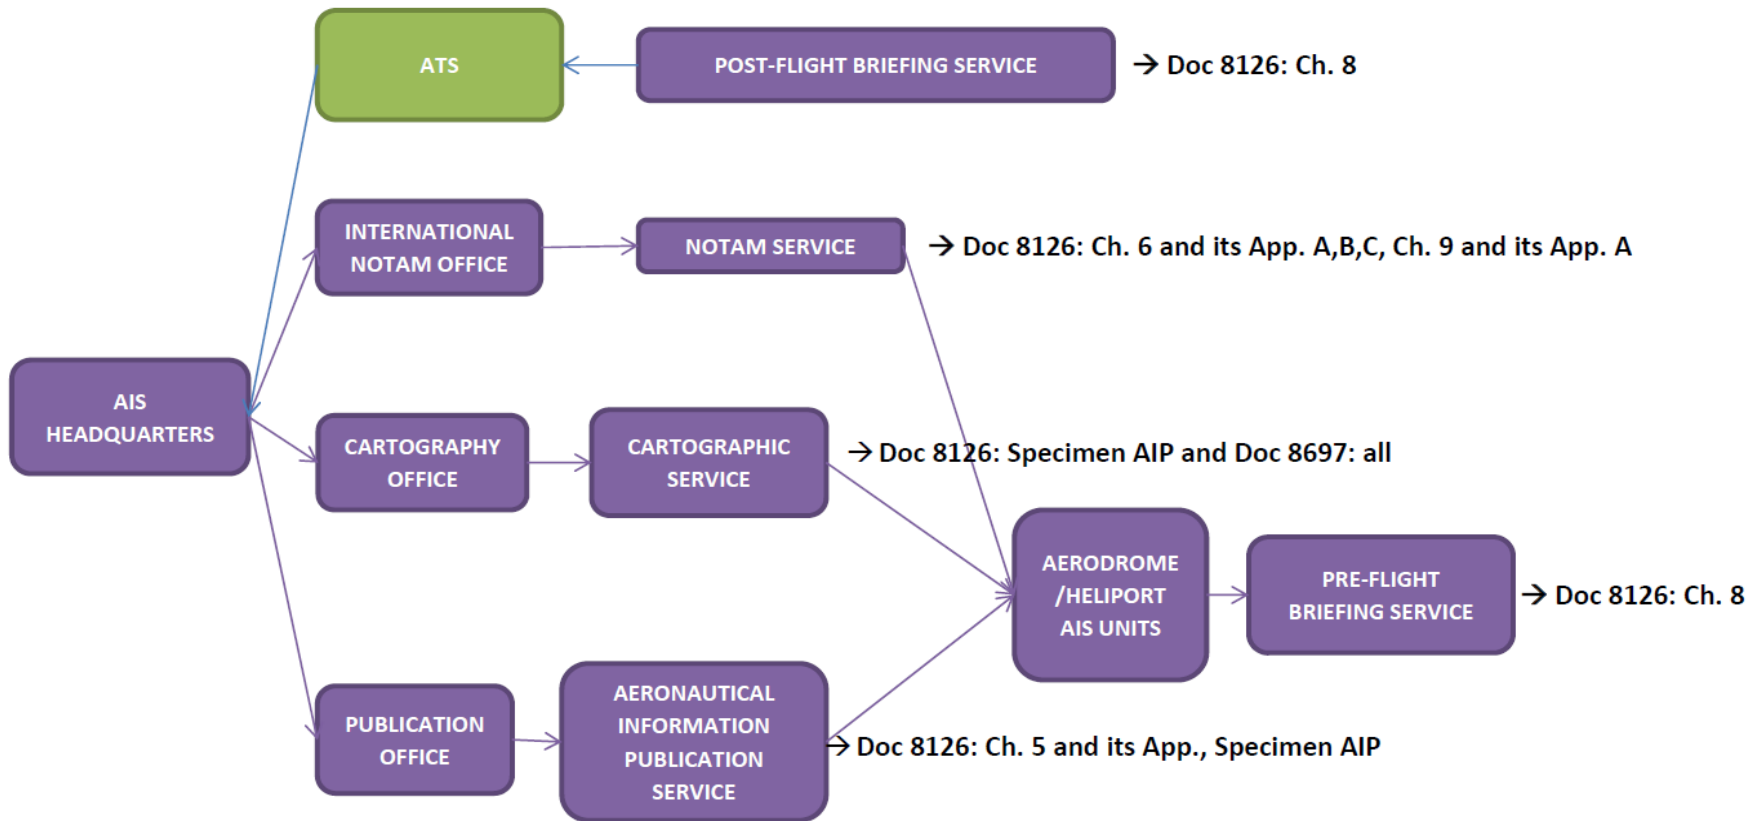 ATS
POST-FLIGHT BRIEFING SERVICE
→ Doc 8126: Ch. 8
INTERNATIONAL
NOTAM OFFICE
NOTAM SERVICE
→ Doc 8126: Ch. 6 and its App. A,B,C, Ch. 9 and its App. A
AIS
HEADQUARTERS
CARTOGRAPHY
OFFICE
CARTOGRAPHIC
SERVICE
→ Doc 8126: Specimen AIP and Doc 8697: all
AERODROME
/HELIPORT
AIS UNITS
PRE-FLIGHT
BRIEFING SERVICE
→ Doc 8126: Ch. 8
PUBLICATION
OFFICE
AERONAUTICAL
INFORMATION
PUBLICATION
SERVICE
→ Doc 8126: Ch. 5 and its App., Specimen AIP